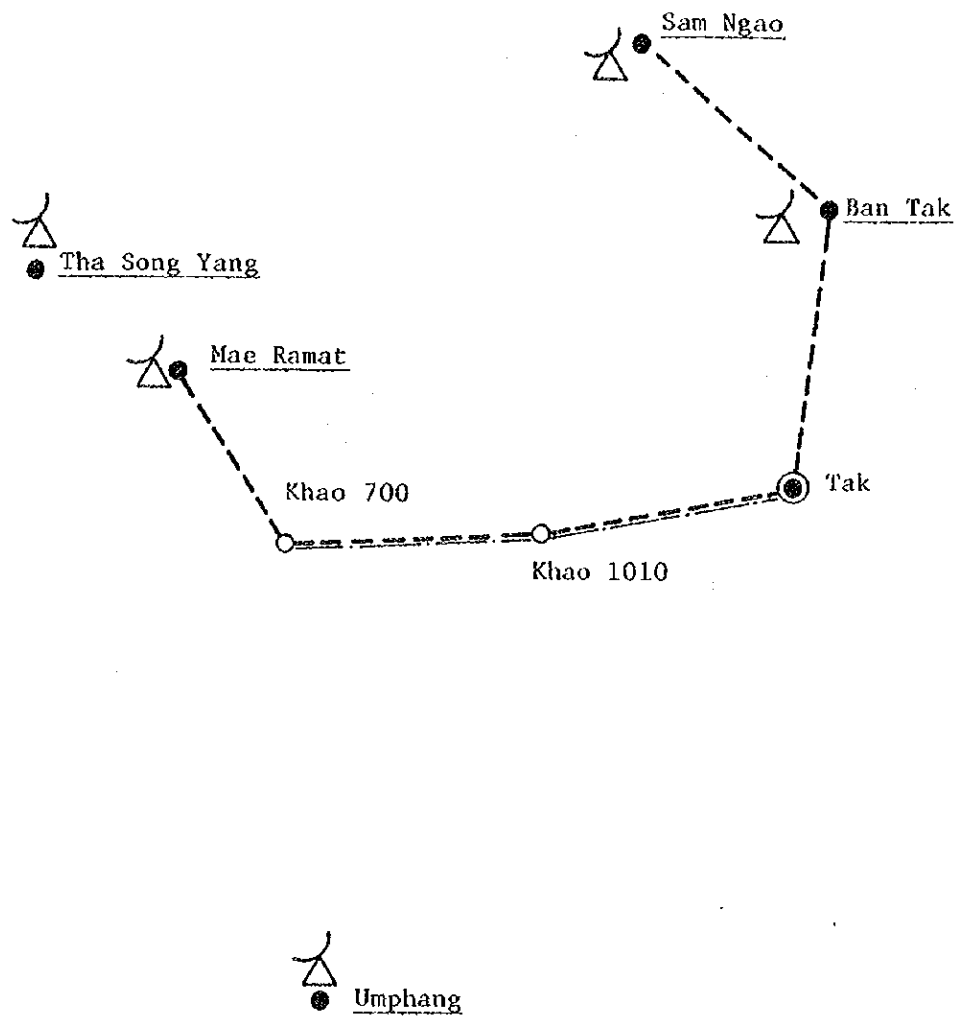 Sam Ngao
Ban Tak
Tha Song Yang
Mae Ramat
Khao 700
Tak
Khao 1010
Umphang